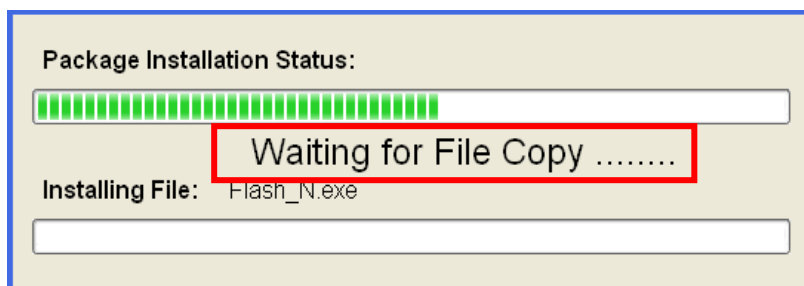 Package Installation Status:
Waiting for File Copy ........
Installing File: Flash_N.exe